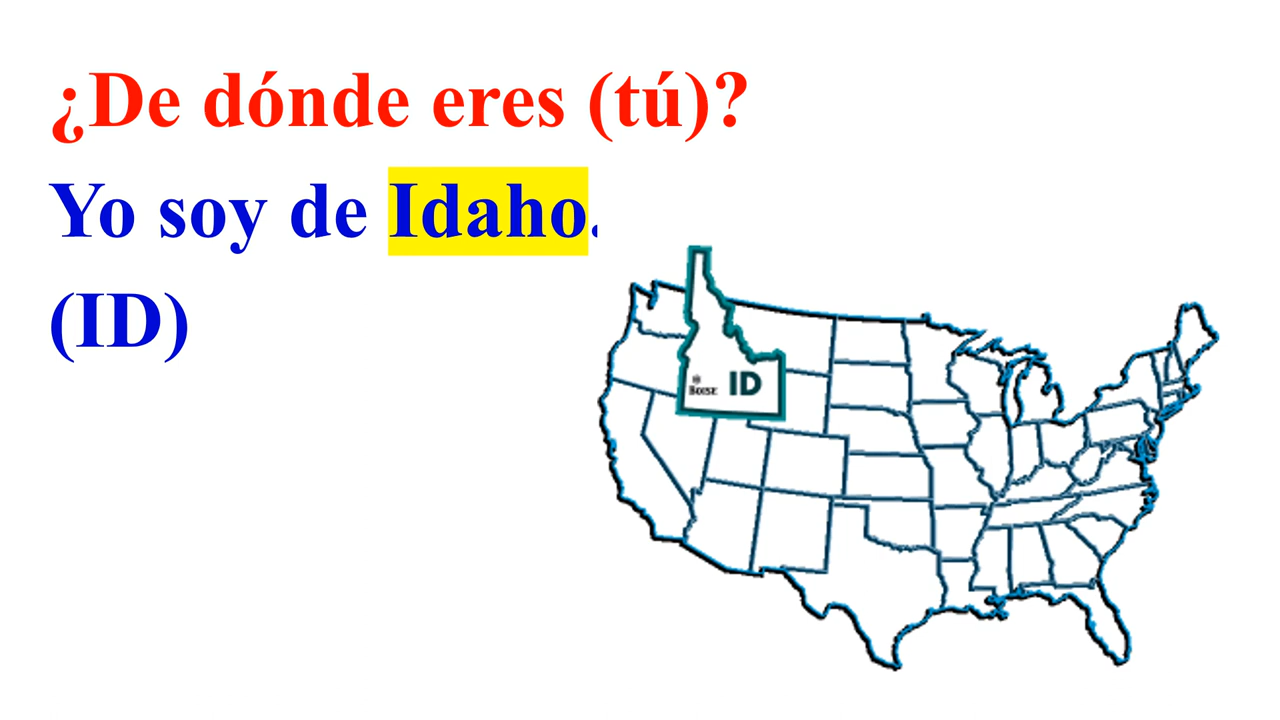 ¿De dónde eres (tú)?
Yo soy de Idaho.
(ID)
ID
BOISE